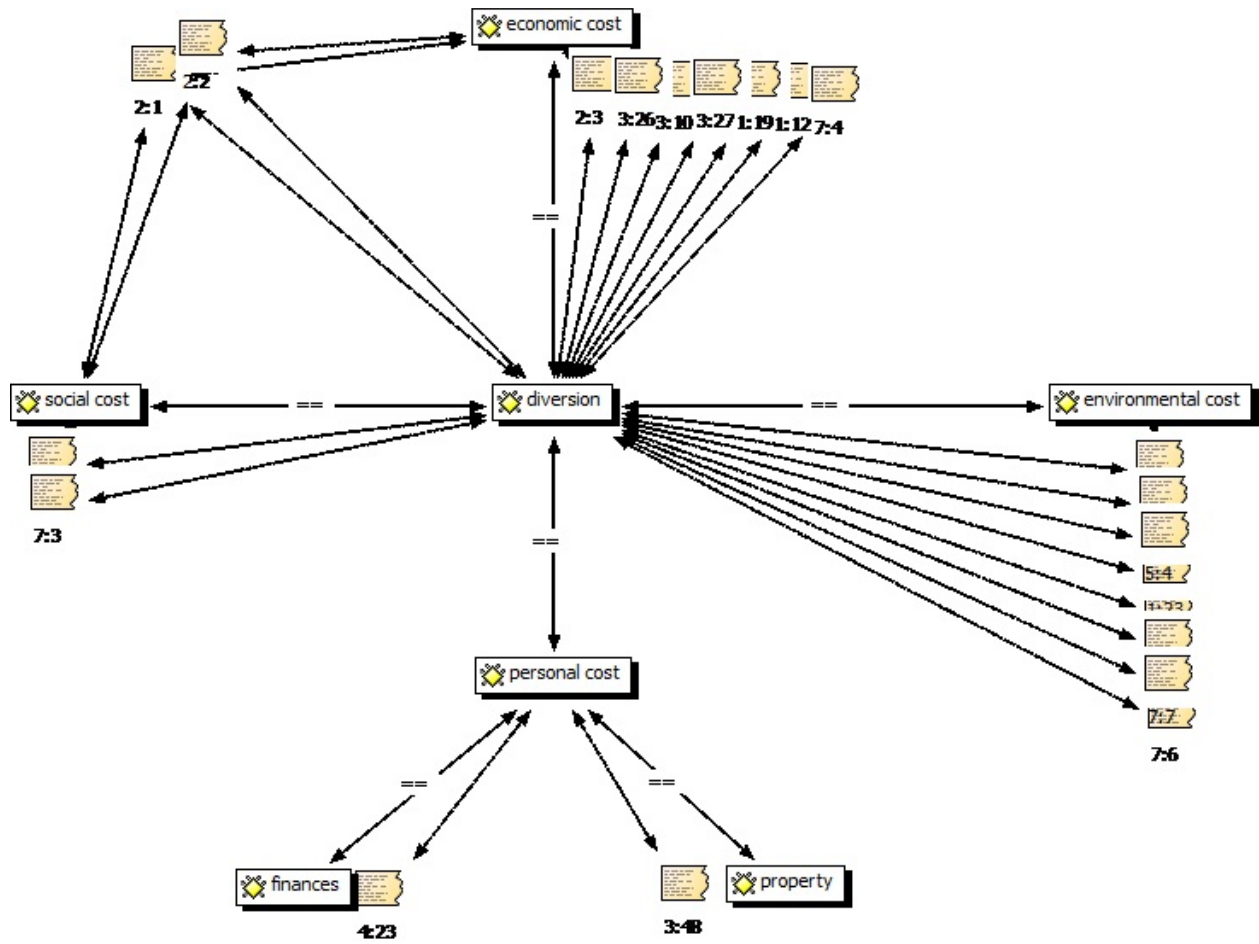 economic cost
2:2
2:1
2:3 3:26 3:10 3:27 1:19 1:12 7:4
==
social cost
==
diversion
==
environmental cost
7:3
==
5:4
7:7
7:6
personal cost
==
==
finances
property
4:23
3:48